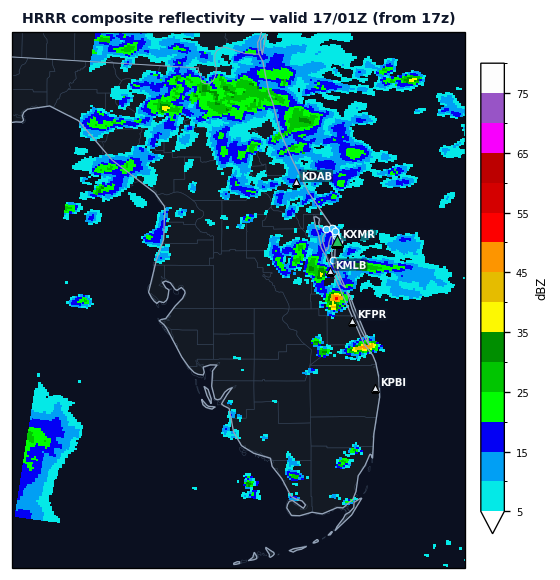 HRRR composite reflectivity — valid 17/01Z (from 17z)
KDAB
KXMR
KMLB
KFPR
KPBI
75
65
55
45
35
25
15
5
dBZ